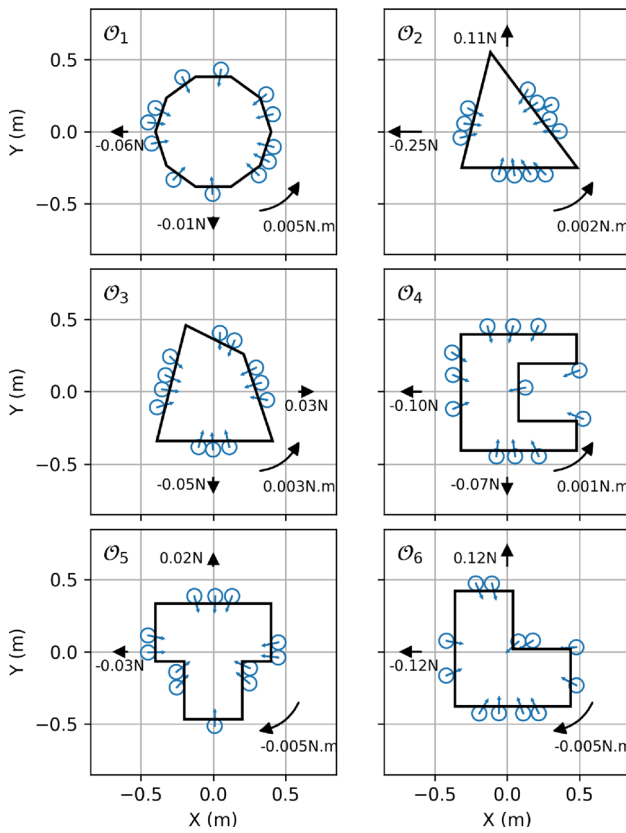 𝒪₁
0.5
0.0
−0.5
Y (m)
-0.06N
-0.01N
0.005N.m
𝒪₂
0.11N
-0.25N
0.002N.m
𝒪₃
0.5
0.0
−0.5
Y (m)
0.03N
-0.05N
0.003N.m
𝒪₄
-0.10N
-0.07N
0.001N.m
𝒪₅
0.02N
0.5
0.0
−0.5
Y (m)
-0.03N
-0.005N.m
−0.5
0.0
0.5
X (m)
𝒪₆
0.12N
-0.12N
-0.005N.m
−0.5
0.0
0.5
X (m)